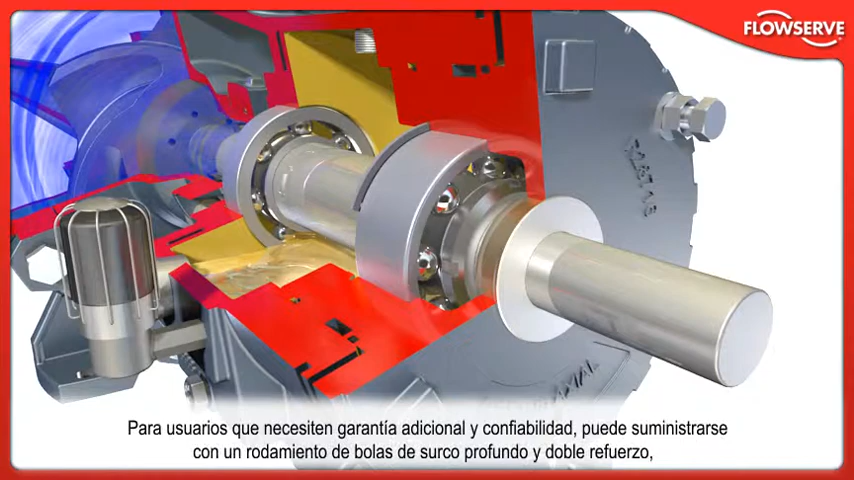 FLOWSERVE
Para usuarios que necesiten garantía adicional y confiabilidad, puede suministrarse
con un rodamiento de bolas de surco profundo y doble refuerzo,